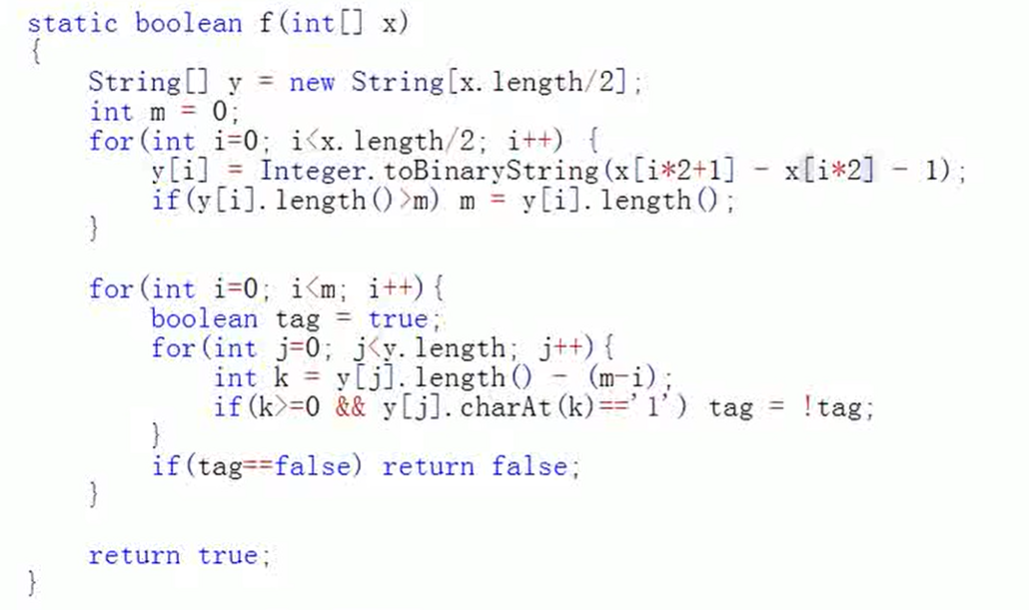 static boolean f(int[] x)
{
    String[] y = new String[x.length/2];
    int m = 0;
    for(int i=0; i<x.length/2; i++) {
        y[i] = Integer.toBinaryString(x[i*2+1] - x[i*2] - 1);
        if(y[i].length()>m) m = y[i].length();
    }

    for(int i=0; i<m; i++){
        boolean tag = true;
        for(int j=0; j<y.length; j++){
            int k = y[j].length() - (m-i);
            if(k>=0 && y[j].charAt(k)=='1') tag = !tag;
        }
        if(tag==false) return false;
    }

    return true;
}